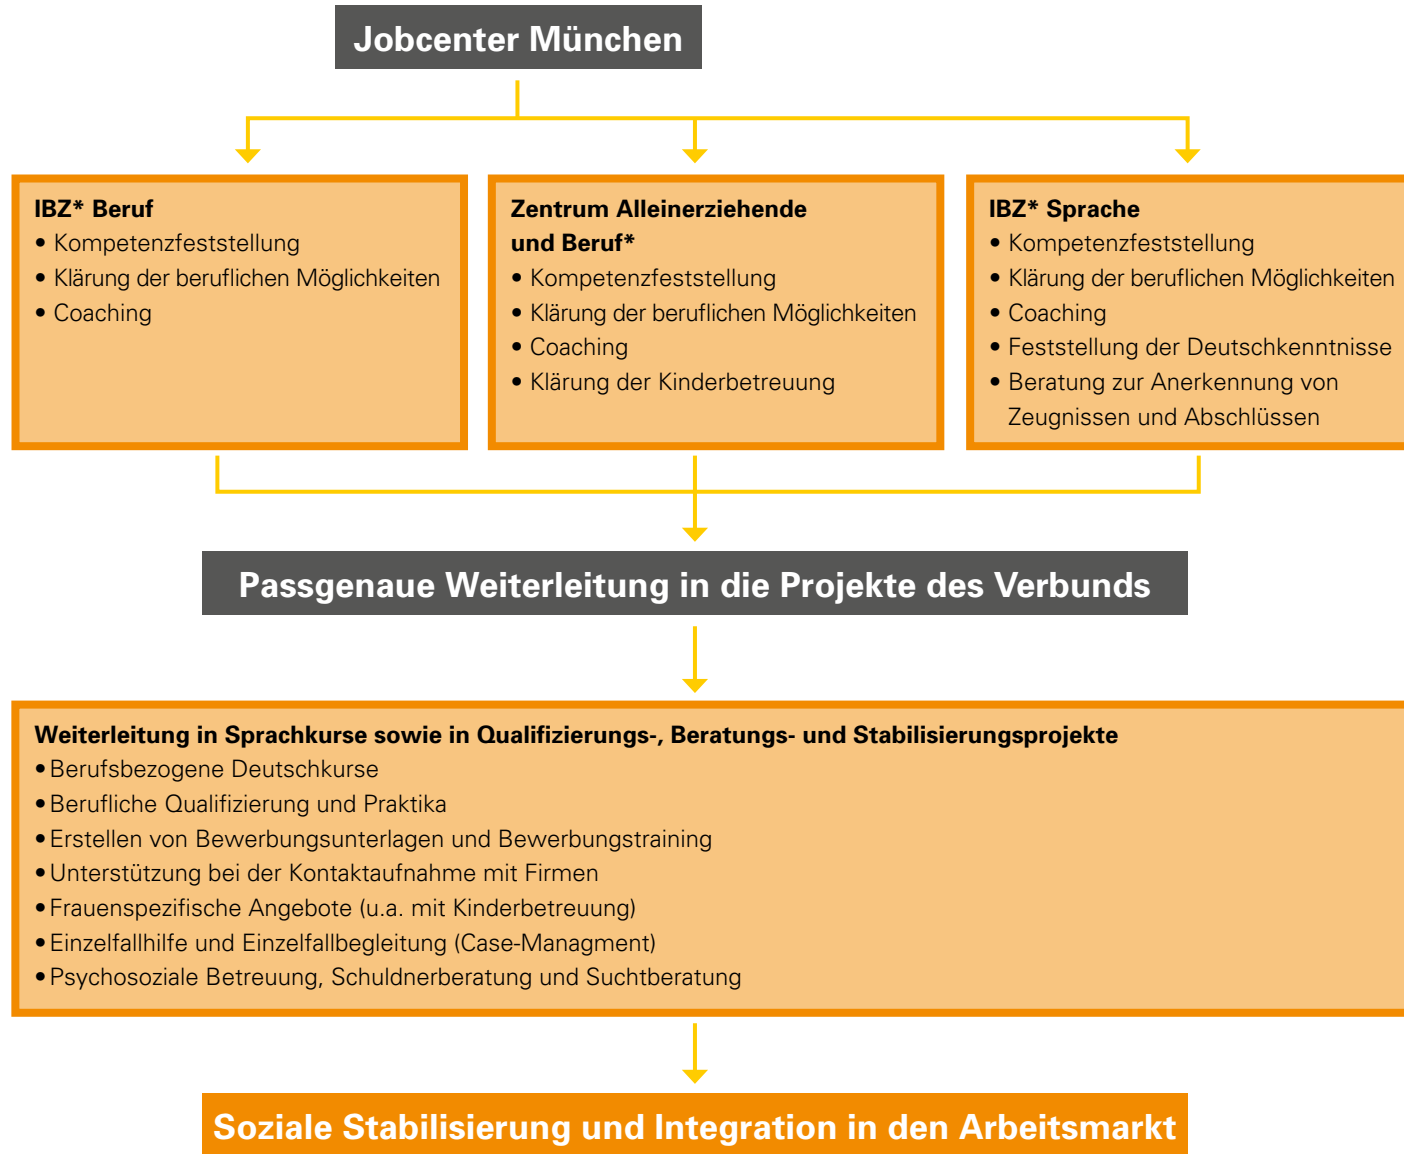 Jobcenter München
IBZ* Beruf
• Kompetenzfeststellung
• Klärung der beruflichen Möglichkeiten
• Coaching
Zentrum Alleinerziehende
und Beruf*
• Kompetenzfeststellung
• Klärung der beruflichen Möglichkeiten
• Coaching
• Klärung der Kinderbetreuung
IBZ* Sprache
• Kompetenzfeststellung
• Klärung der beruflichen Möglichkeiten
• Coaching
• Feststellung der Deutschkenntnisse
• Beratung zur Anerkennung von
Zeugnissen und Abschlüssen
Passgenaue Weiterleitung in die Projekte des Verbunds
Weiterleitung in Sprachkurse sowie in Qualifizierungs-, Beratungs- und Stabilisierungsprojekte
• Berufsbezogene Deutschkurse
• Berufliche Qualifizierung und Praktika
• Erstellen von Bewerbungsunterlagen und Bewerbungstraining
• Unterstützung bei der Kontaktaufnahme mit Firmen
• Frauenspezifische Angebote (u.a. mit Kinderbetreuung)
• Einzelfallhilfe und Einzelfallbegleitung (Case-Managment)
• Psychosoziale Betreuung, Schuldnerberatung und Suchtberatung
Soziale Stabilisierung und Integration in den Arbeitsmarkt